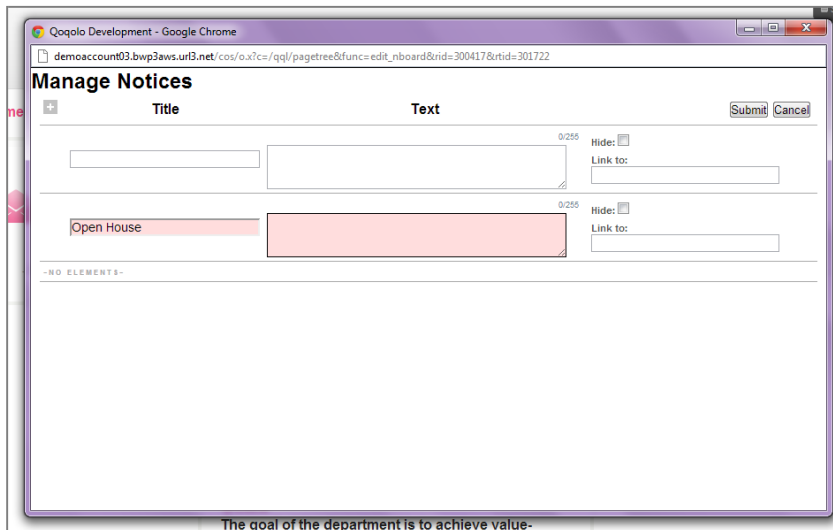 Qoqolo Development - Google Chrome
demoaccount03.bwp3aws.url3.net/cos/o.x?c=/qql/pagetree&func=edit_nboard&rid=300417&rtid=301722
Manage Notices
me
+ Title Text Submit Cancel
0/255
Hide:
Link to:
0/255
Hide:
Open House
Link to:
-NO ELEMENTS-
The goal of the department is to achieve value-